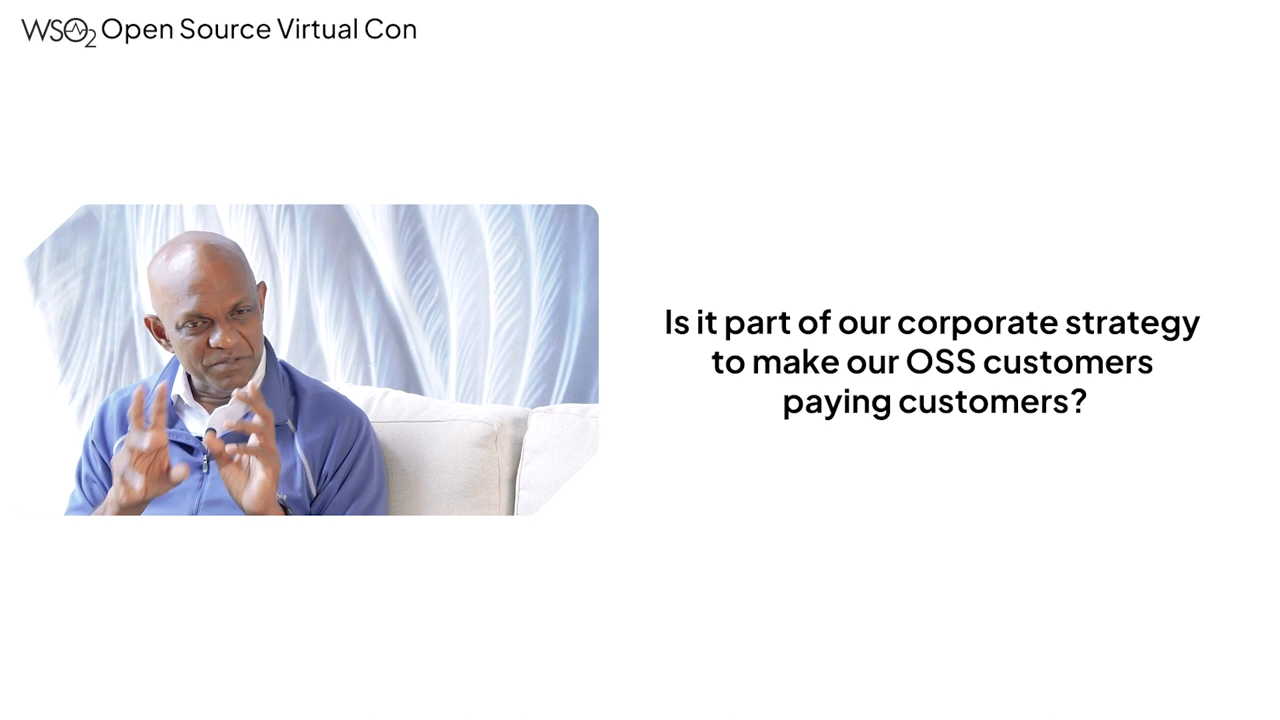 WSO2 Open Source Virtual Con
Is it part of our corporate strategy
to make our OSS customers
paying customers?